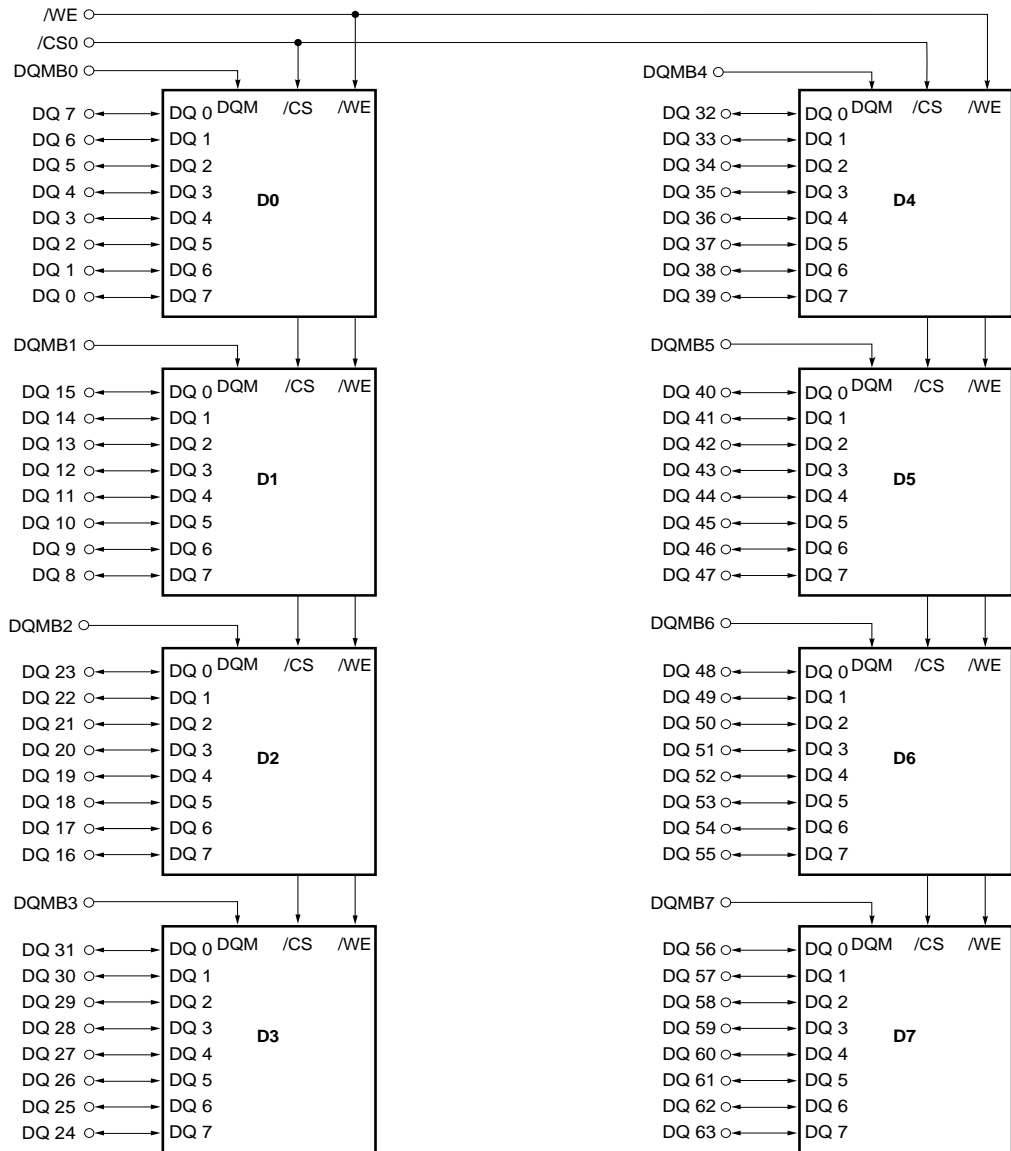 /WE
/CS0
DQMB0
DQM /CS /WE
DQ 7 DQ 0
DQ 6 DQ 1
DQ 5 DQ 2
DQ 4 DQ 3
DQ 3 DQ 4
DQ 2 DQ 5
DQ 1 DQ 6
DQ 0 DQ 7
D0
DQMB1
DQM /CS /WE
DQ 15 DQ 0
DQ 14 DQ 1
DQ 13 DQ 2
DQ 12 DQ 3
DQ 11 DQ 4
DQ 10 DQ 5
DQ 9 DQ 6
DQ 8 DQ 7
D1
DQMB2
DQM /CS /WE
DQ 23 DQ 0
DQ 22 DQ 1
DQ 21 DQ 2
DQ 20 DQ 3
DQ 19 DQ 4
DQ 18 DQ 5
DQ 17 DQ 6
DQ 16 DQ 7
D2
DQMB3
DQM /CS /WE
DQ 31 DQ 0
DQ 30 DQ 1
DQ 29 DQ 2
DQ 28 DQ 3
DQ 27 DQ 4
DQ 26 DQ 5
DQ 25 DQ 6
DQ 24 DQ 7
D3
DQMB4
DQM /CS /WE
DQ 32 DQ 0
DQ 33 DQ 1
DQ 34 DQ 2
DQ 35 DQ 3
DQ 36 DQ 4
DQ 37 DQ 5
DQ 38 DQ 6
DQ 39 DQ 7
D4
DQMB5
DQM /CS /WE
DQ 40 DQ 0
DQ 41 DQ 1
DQ 42 DQ 2
DQ 43 DQ 3
DQ 44 DQ 4
DQ 45 DQ 5
DQ 46 DQ 6
DQ 47 DQ 7
D5
DQMB6
DQM /CS /WE
DQ 48 DQ 0
DQ 49 DQ 1
DQ 50 DQ 2
DQ 51 DQ 3
DQ 52 DQ 4
DQ 53 DQ 5
DQ 54 DQ 6
DQ 55 DQ 7
D6
DQMB7
DQM /CS /WE
DQ 56 DQ 0
DQ 57 DQ 1
DQ 58 DQ 2
DQ 59 DQ 3
DQ 60 DQ 4
DQ 61 DQ 5
DQ 62 DQ 6
DQ 63 DQ 7
D7